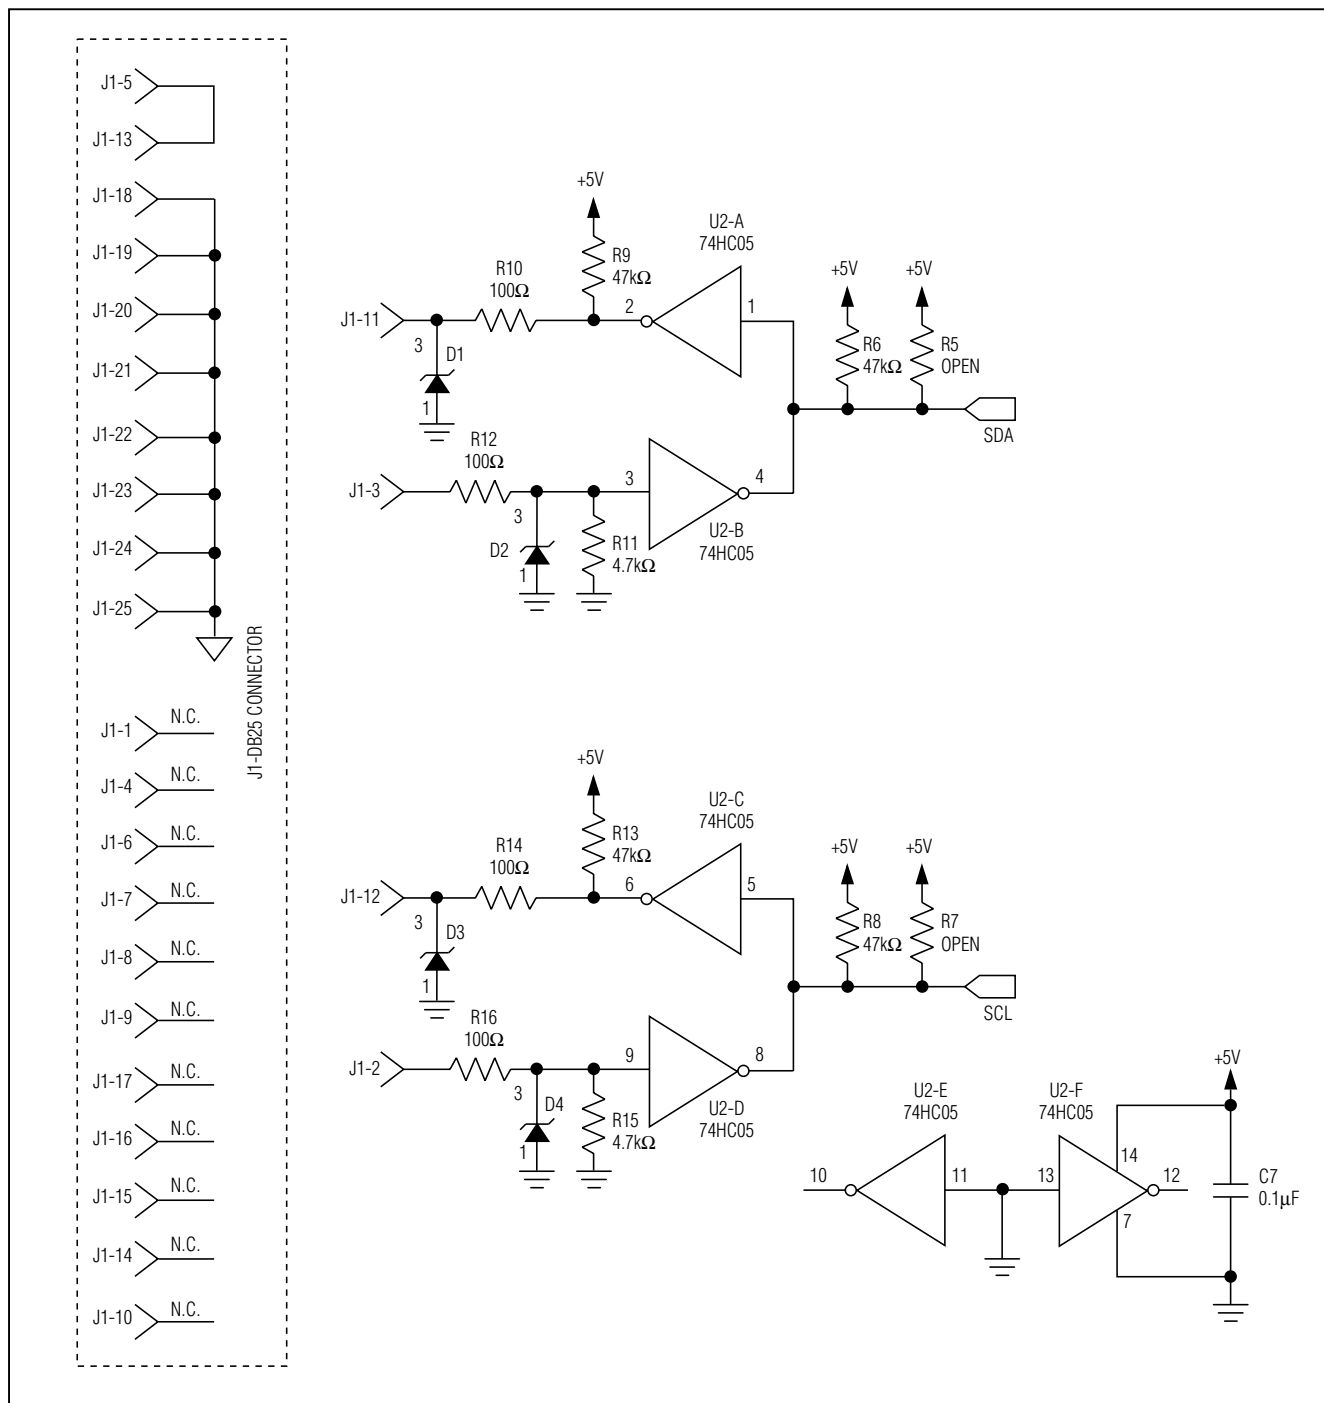 J1-5
J1-13
J1-18
J1-19
J1-20
J1-21
J1-22
J1-23
J1-24
J1-25
J1-DB25 CONNECTOR
J1-1
N.C.
J1-4
N.C.
J1-6
N.C.
J1-7
N.C.
J1-8
N.C.
J1-9
N.C.
J1-17
N.C.
J1-16
N.C.
J1-15
N.C.
J1-14
N.C.
J1-10
N.C.
+5V
U2-A
74HC05
R9
47kΩ
R10
100Ω
J1-11
2
1
3
D1
1
+5V
+5V
R6
47kΩ
R5
OPEN
SDA
R12
100Ω
J1-3
3
4
3
D2
1
R11
4.7kΩ
U2-B
74HC05
+5V
U2-C
74HC05
R13
47kΩ
R14
100Ω
J1-12
6
5
3
D3
1
+5V
+5V
R8
47kΩ
R7
OPEN
SCL
R16
100Ω
J1-2
9
8
3
D4
1
R15
4.7kΩ
U2-D
74HC05
+5V
U2-E
74HC05
U2-F
74HC05
10
11
13
14
12
7
C7
0.1µF